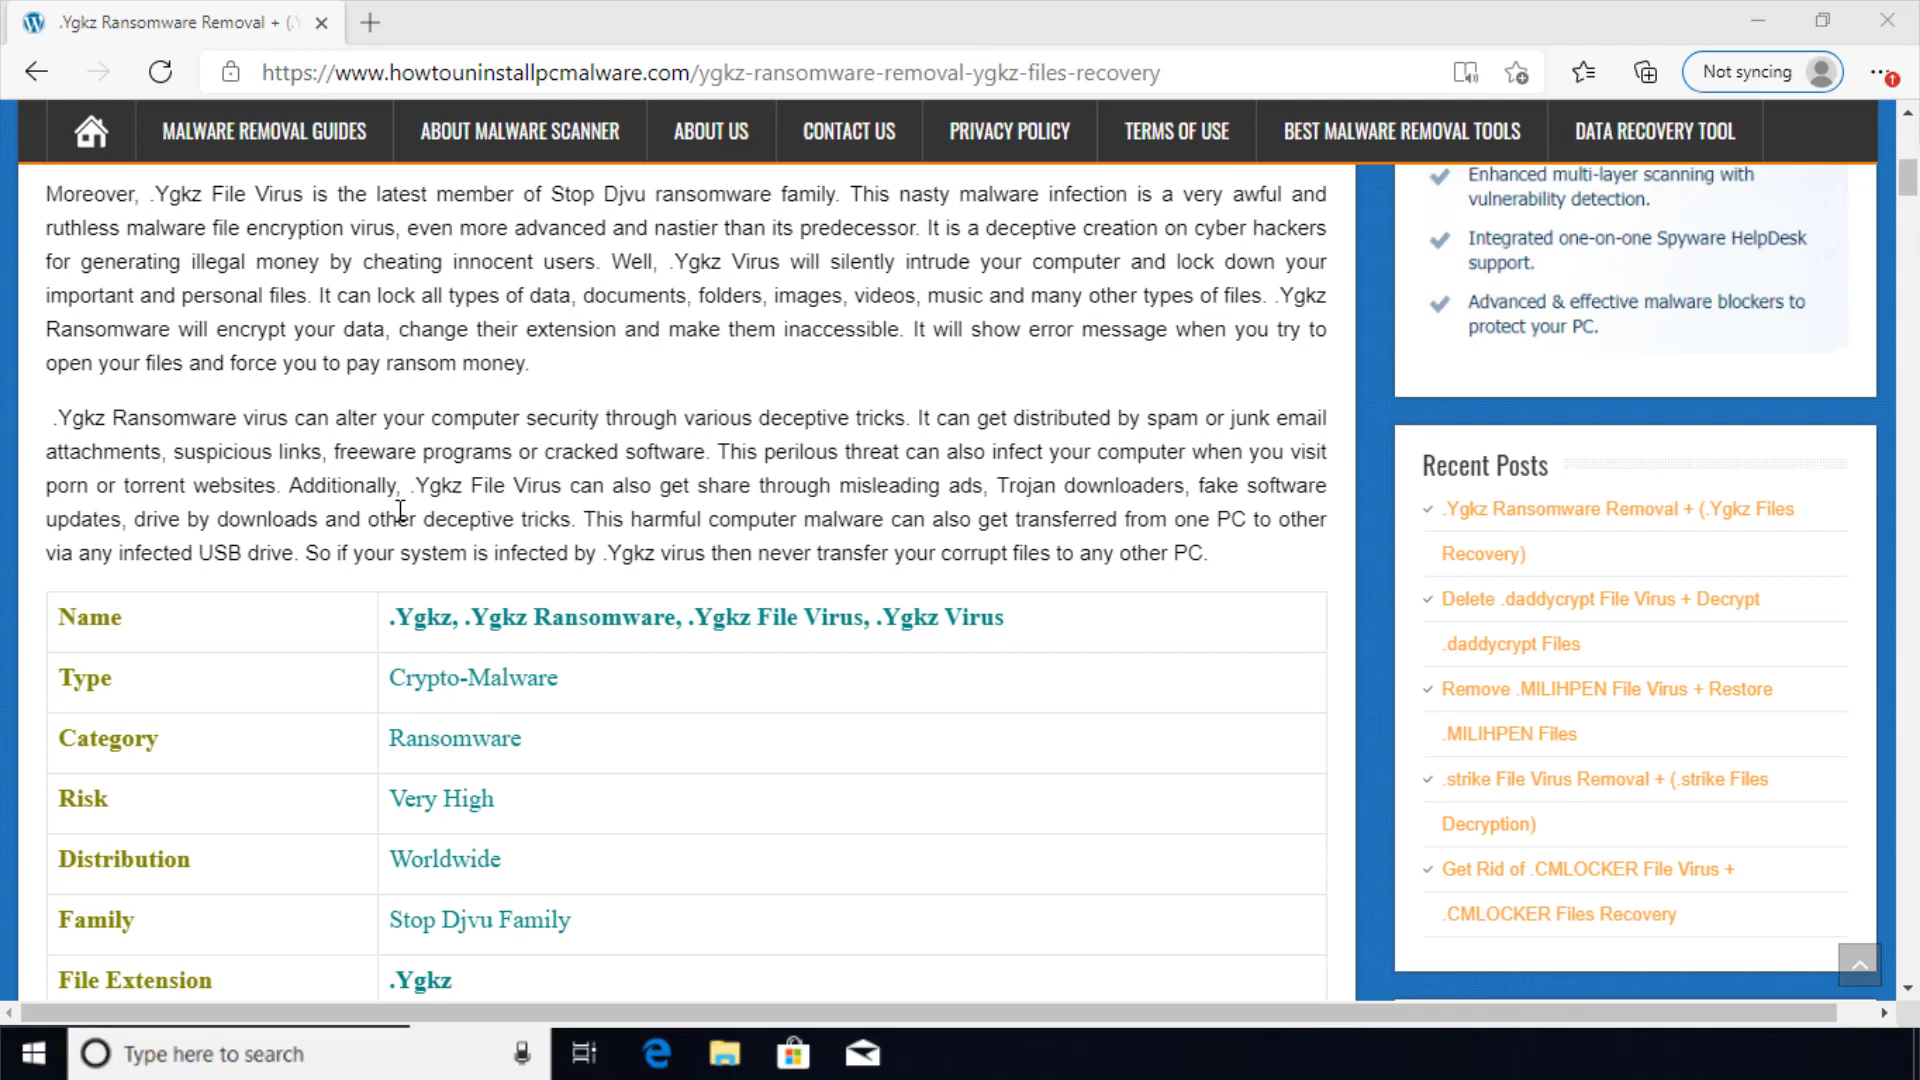 .Ygkz Ransomware Removal + (.Y
https://www.howtouninstallpcmalware.com/ygkz-ransomware-removal-ygkz-files-recovery
Not syncing
MALWARE REMOVAL GUIDES
ABOUT MALWARE SCANNER
ABOUT US
CONTACT US
PRIVACY POLICY
TERMS OF USE
BEST MALWARE REMOVAL TOOLS
DATA RECOVERY TOOL
Moreover, .Ygkz File Virus is the latest member of Stop Djvu ransomware family. This nasty malware infection is a very awful and
ruthless malware file encryption virus, even more advanced and nastier than its predecessor. It is a deceptive creation on cyber hackers
for generating illegal money by cheating innocent users. Well, .Ygkz Virus will silently intrude your computer and lock down your
important and personal files. It can lock all types of data, documents, folders, images, videos, music and many other types of files. .Ygkz
Ransomware will encrypt your data, change their extension and make them inaccessible. It will show error message when you try to
open your files and force you to pay ransom money.
.Ygkz Ransomware virus can alter your computer security through various deceptive tricks. It can get distributed by spam or junk email
attachments, suspicious links, freeware programs or cracked software. This perilous threat can also infect your computer when you visit
porn or torrent websites. Additionally, .Ygkz File Virus can also get share through misleading ads, Trojan downloaders, fake software
updates, drive by downloads and other deceptive tricks. This harmful computer malware can also get transferred from one PC to other
via any infected USB drive. So if your system is infected by .Ygkz virus then never transfer your corrupt files to any other PC.
Name
.Ygkz, .Ygkz Ransomware, .Ygkz File Virus, .Ygkz Virus
Type
Crypto-Malware
Category
Ransomware
Risk
Very High
Distribution
Worldwide
Family
Stop Djvu Family
File Extension
.Ygkz
Enhanced multi-layer scanning with
vulnerability detection.
Integrated one-on-one Spyware HelpDesk
support.
Advanced & effective malware blockers to
protect your PC.
Recent Posts
.Ygkz Ransomware Removal + (.Ygkz Files
Recovery)
Delete .daddycrypt File Virus + Decrypt
.daddycrypt Files
Remove .MILIHPEN File Virus + Restore
.MILIHPEN Files
.strike File Virus Removal + (.strike Files
Decryption)
Get Rid of .CMLOCKER File Virus +
.CMLOCKER Files Recovery
Type here to search